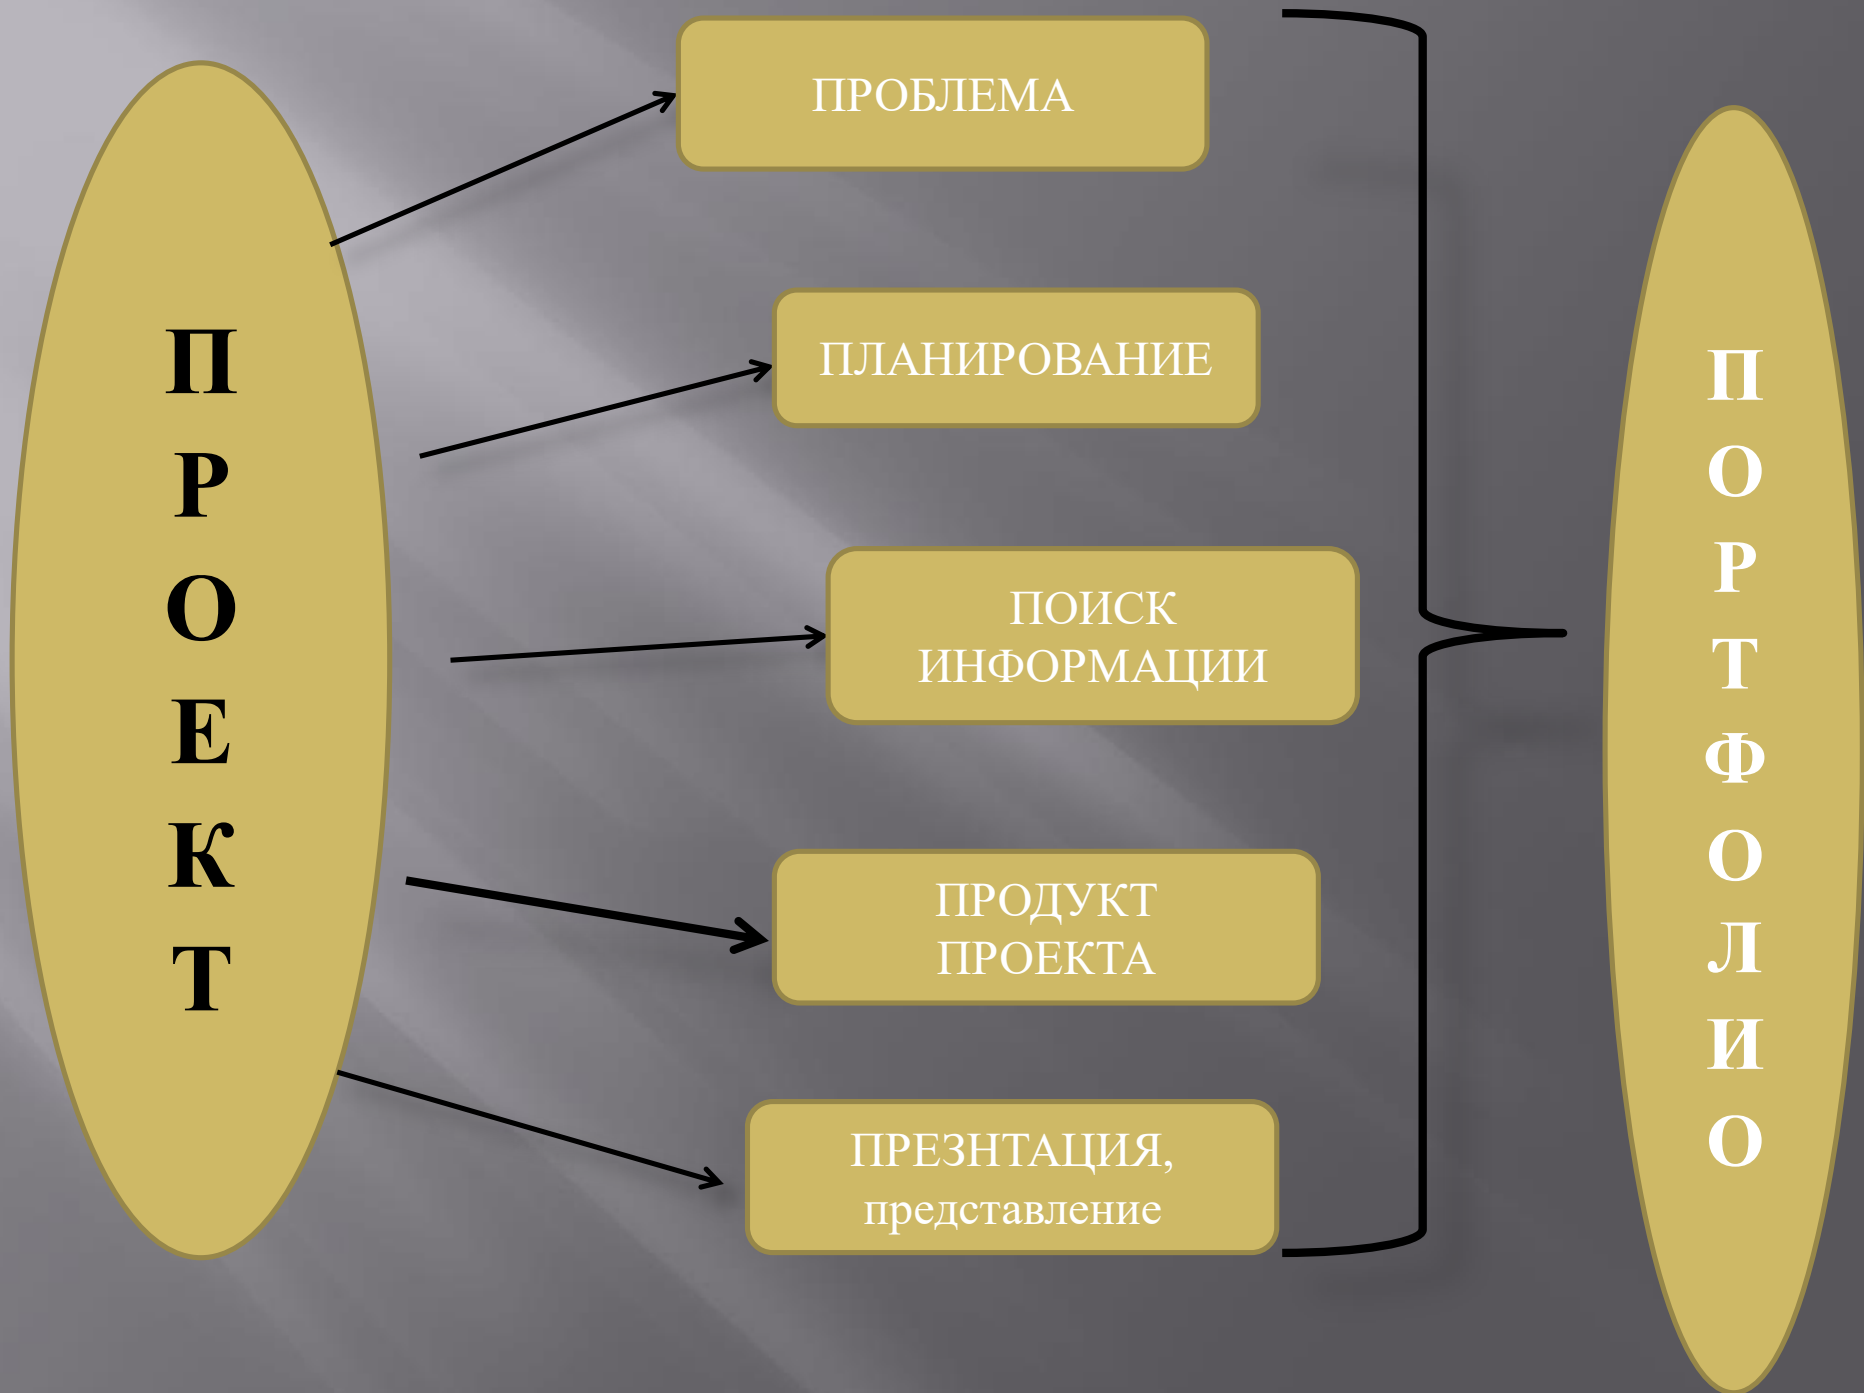 П
Р
О
Е
К
Т
ПРОБЛЕМА
ПЛАНИРОВАНИЕ
ПОИСК
ИНФОРМАЦИИ
ПРОДУКТ
ПРОЕКТА
ПРЕЗНТАЦИЯ,
представление
П
О
Р
Т
Ф
О
Л
И
О